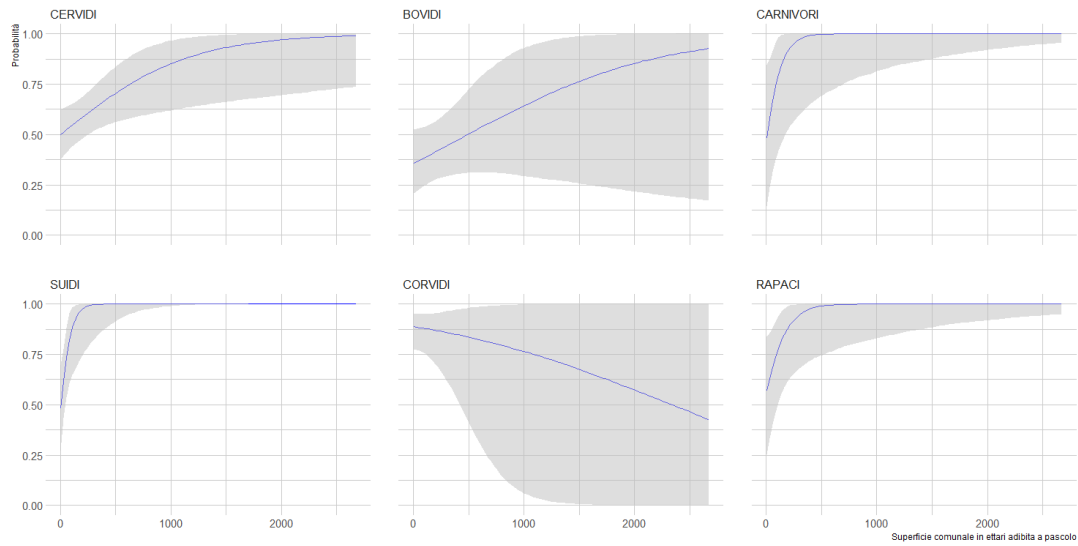 CERVIDI
BOVIDI
CARNIVORI
Probabilità
1.00
0.75
0.50
0.25
0.00
SUIDI
CORVIDI
RAPACI
1.00
0.75
0.50
0.25
0.00
0 1000 2000
0 1000 2000
0 1000 2000
Superficie comunale in ettari adibita a pascolo